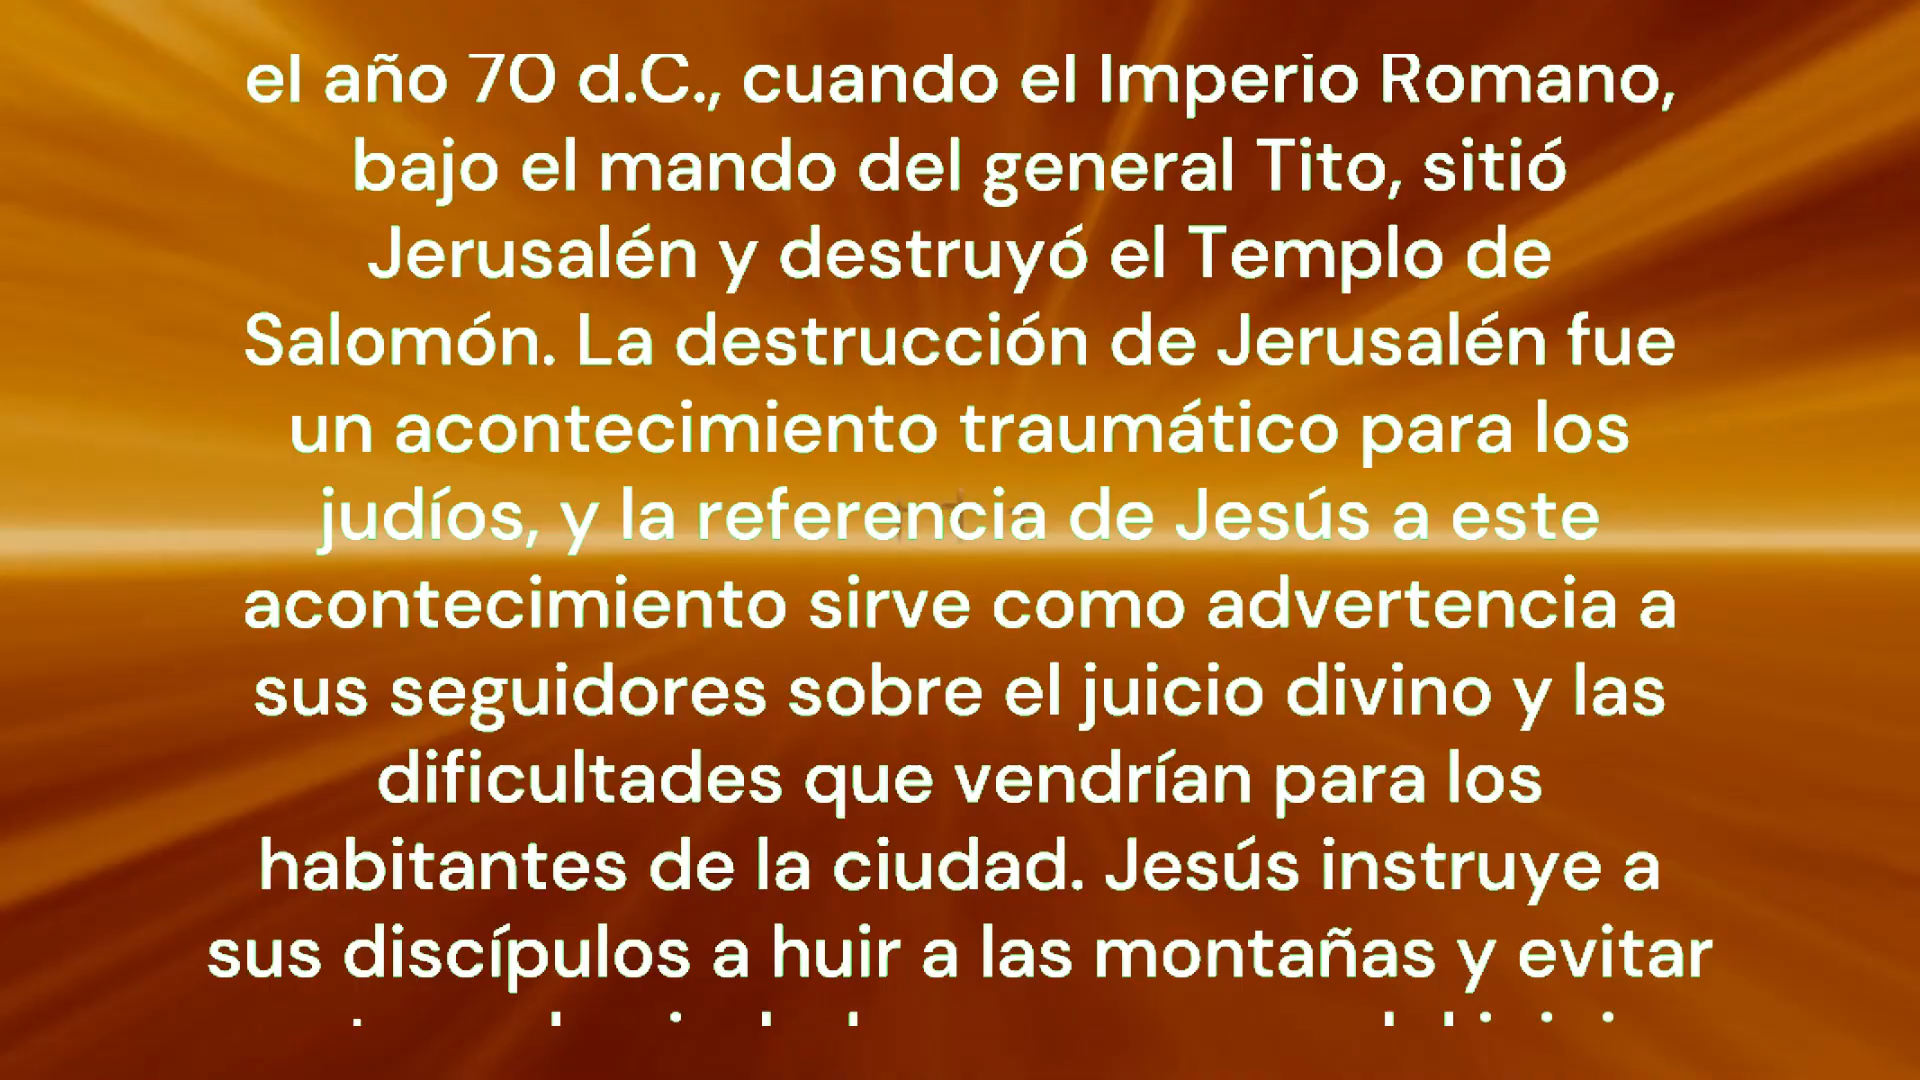 el año 70 d.C., cuando el Imperio Romano,
bajo el mando del general Tito, sitió
Jerusalén y destruyó el Templo de
Salomón. La destrucción de Jerusalén fue
un acontecimiento traumático para los
judíos, y la referencia de Jesús a este
acontecimiento sirve como advertencia a
sus seguidores sobre el juicio divino y las
dificultades que vendrían para los
habitantes de la ciudad. Jesús instruye a
sus discípulos a huir a las montañas y evitar